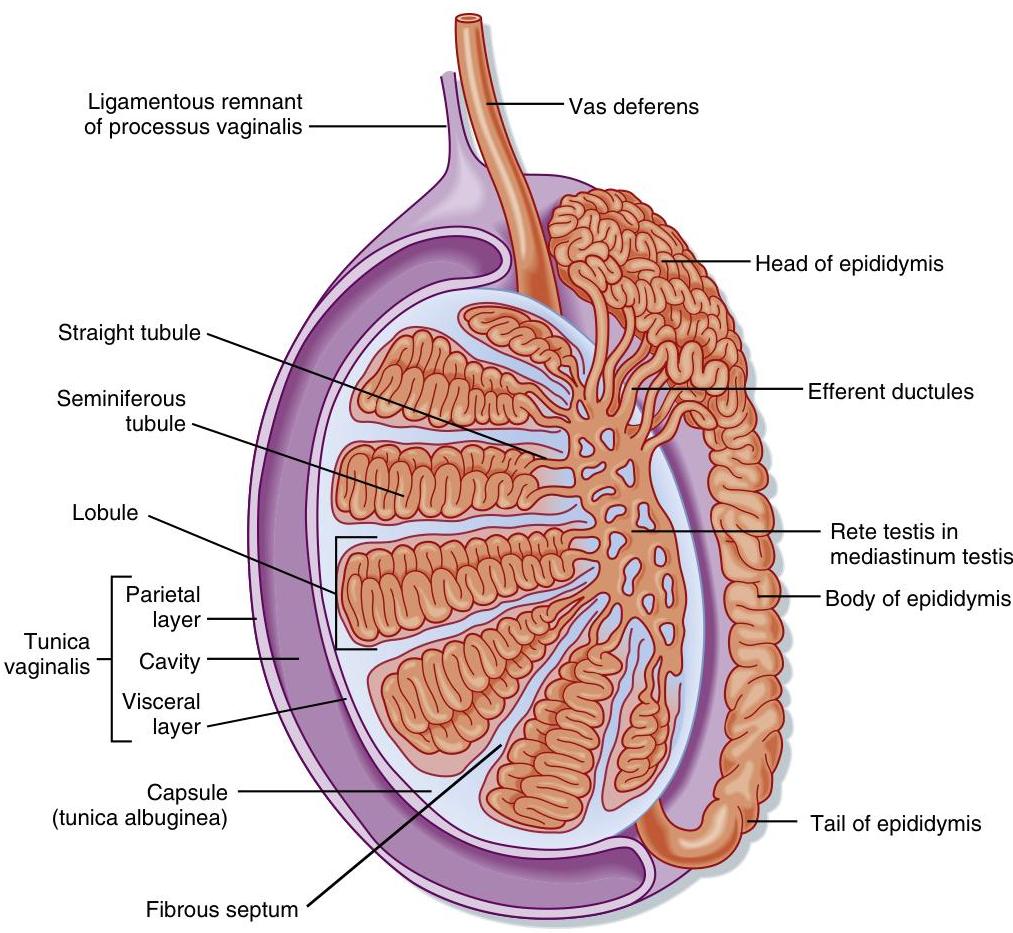 Ligamentous remnant
of processus vaginalis
Vas deferens
Head of epididymis
Straight tubule
Efferent ductules
Seminiferous
tubule
Lobule
Rete testis in
mediastinum testis
Body of epididymis
Tunica
vaginalis
Parietal
layer
Cavity
Visceral
layer
Capsule
(tunica albuginea)
Tail of epididymis
Fibrous septum